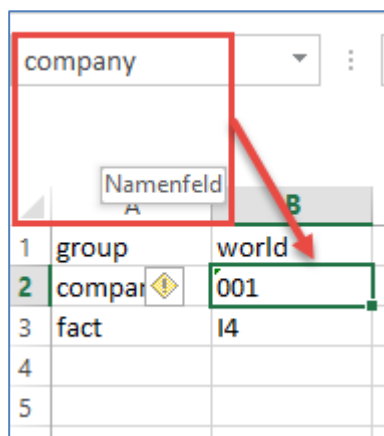 company
Namenfeld
A B
1 group world
2 compar 001
3 fact I4
4
5